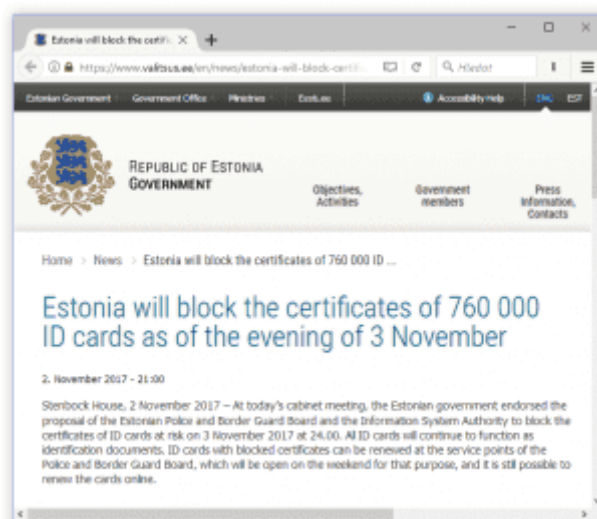 Estonia will block the certifi
https://www.valitsus.ee/en/news/estonia-will-block-certifi
Hledat
Estonian Government Government Office Ministries Eesti.ee Accessibility Help ENG EST
REPUBLIC OF ESTONIA
GOVERNMENT
Objectives, Activities
Government members
Press Information, Contacts
Home > News > Estonia will block the certificates of 760 000 ID ...
Estonia will block the certificates of 760 000
ID cards as of the evening of 3 November
2. November 2017 - 21:00
Stenbock House, 2 November 2017 – At today's cabinet meeting, the Estonian government endorsed the
proposal of the Estonian Police and Border Guard Board and the Information System Authority to block the
certificates of ID cards at risk on 3 November 2017 at 24.00. All ID cards will continue to function as
identification documents. ID cards with blocked certificates can be renewed at the service points of the
Police and Border Guard Board, which will be open on the weekend for that purpose, and it is still possible to
renew the cards online.